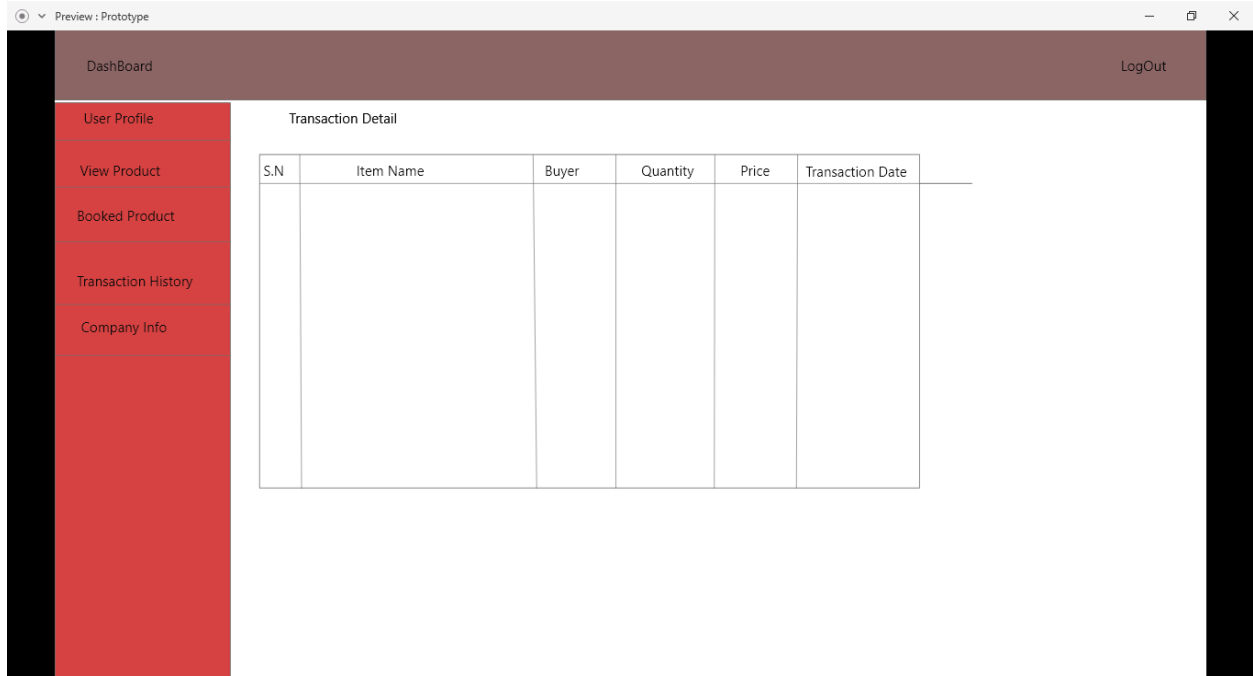 Preview : Prototype
DashBoard
LogOut
User Profile
View Product
Booked Product
Transaction History
Company Info
Transaction Detail
S.N Item Name Buyer Quantity Price Transaction Date